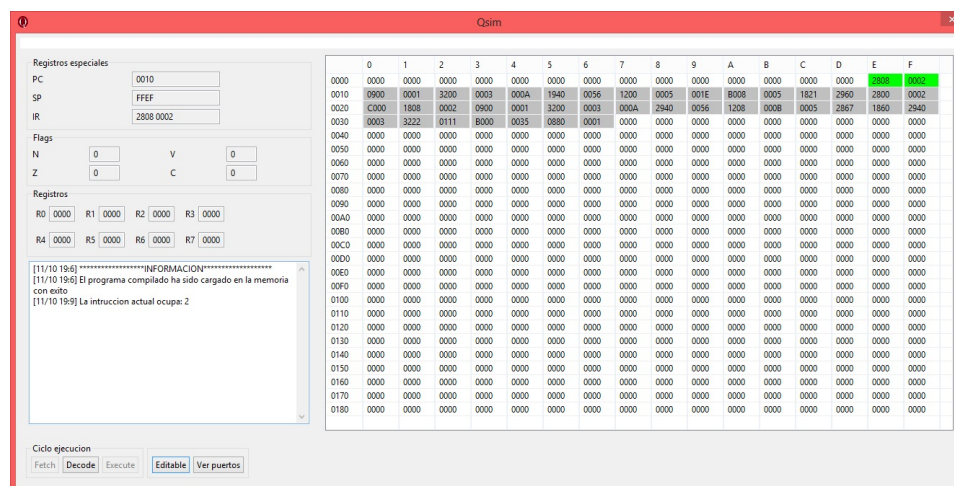 Qsim
Registros especiales
PC 0010
SP FFEF
IR 2808 0002
Flags
N 0 V 0
Z 0 C 0
Registros
R0 0000 R1 0000 R2 0000 R3 0000
R4 0000 R5 0000 R6 0000 R7 0000
[11/10 19:6] ******************INFORMACION*******************
[11/10 19:6] El programa compilado ha sido cargado en la memoria
con exito
[11/10 19:9] La intruccion actual ocupa: 2
Ciclo ejecucion
Fetch Decode Execute Editable Ver puertos
0 1 2 3 4 5 6 7 8 9 A B C D E F
0000 0000 0000 0000 0000 0000 0000 0000 0000 0000 0000 0000 0000 0000 0000 2808 0002
0010 0900 0001 3200 0003 000A 1940 0056 1200 0005 001E B008 0005 1821 2960 2800 0002
0020 C000 1808 0002 0900 0001 3200 0003 000A 2940 0056 1208 000B 0005 2867 1860 2940
0030 0003 3222 0111 B000 0035 0880 0001 0000 0000 0000 0000 0000 0000 0000 0000 0000
0040 0000 0000 0000 0000 0000 0000 0000 0000 0000 0000 0000 0000 0000 0000 0000 0000
0050 0000 0000 0000 0000 0000 0000 0000 0000 0000 0000 0000 0000 0000 0000 0000 0000
0060 0000 0000 0000 0000 0000 0000 0000 0000 0000 0000 0000 0000 0000 0000 0000 0000
0070 0000 0000 0000 0000 0000 0000 0000 0000 0000 0000 0000 0000 0000 0000 0000 0000
0080 0000 0000 0000 0000 0000 0000 0000 0000 0000 0000 0000 0000 0000 0000 0000 0000
0090 0000 0000 0000 0000 0000 0000 0000 0000 0000 0000 0000 0000 0000 0000 0000 0000
00A0 0000 0000 0000 0000 0000 0000 0000 0000 0000 0000 0000 0000 0000 0000 0000 0000
00B0 0000 0000 0000 0000 0000 0000 0000 0000 0000 0000 0000 0000 0000 0000 0000 0000
00C0 0000 0000 0000 0000 0000 0000 0000 0000 0000 0000 0000 0000 0000 0000 0000 0000
00D0 0000 0000 0000 0000 0000 0000 0000 0000 0000 0000 0000 0000 0000 0000 0000 0000
00E0 0000 0000 0000 0000 0000 0000 0000 0000 0000 0000 0000 0000 0000 0000 0000 0000
00F0 0000 0000 0000 0000 0000 0000 0000 0000 0000 0000 0000 0000 0000 0000 0000 0000
0100 0000 0000 0000 0000 0000 0000 0000 0000 0000 0000 0000 0000 0000 0000 0000 0000
0110 0000 0000 0000 0000 0000 0000 0000 0000 0000 0000 0000 0000 0000 0000 0000 0000
0120 0000 0000 0000 0000 0000 0000 0000 0000 0000 0000 0000 0000 0000 0000 0000 0000
0130 0000 0000 0000 0000 0000 0000 0000 0000 0000 0000 0000 0000 0000 0000 0000 0000
0140 0000 0000 0000 0000 0000 0000 0000 0000 0000 0000 0000 0000 0000 0000 0000 0000
0150 0000 0000 0000 0000 0000 0000 0000 0000 0000 0000 0000 0000 0000 0000 0000 0000
0160 0000 0000 0000 0000 0000 0000 0000 0000 0000 0000 0000 0000 0000 0000 0000 0000
0170 0000 0000 0000 0000 0000 0000 0000 0000 0000 0000 0000 0000 0000 0000 0000 0000
0180 0000 0000 0000 0000 0000 0000 0000 0000 0000 0000 0000 0000 0000 0000 0000 0000